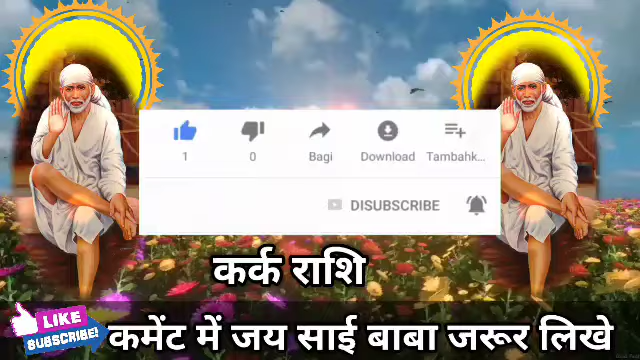 1 0 Bagi Download Tambahk...
DISUBSCRIBE
कर्क राशि
LIKE
SUBSCRIBE!
कमेंट में जय साई बाबा जरूर लिखे